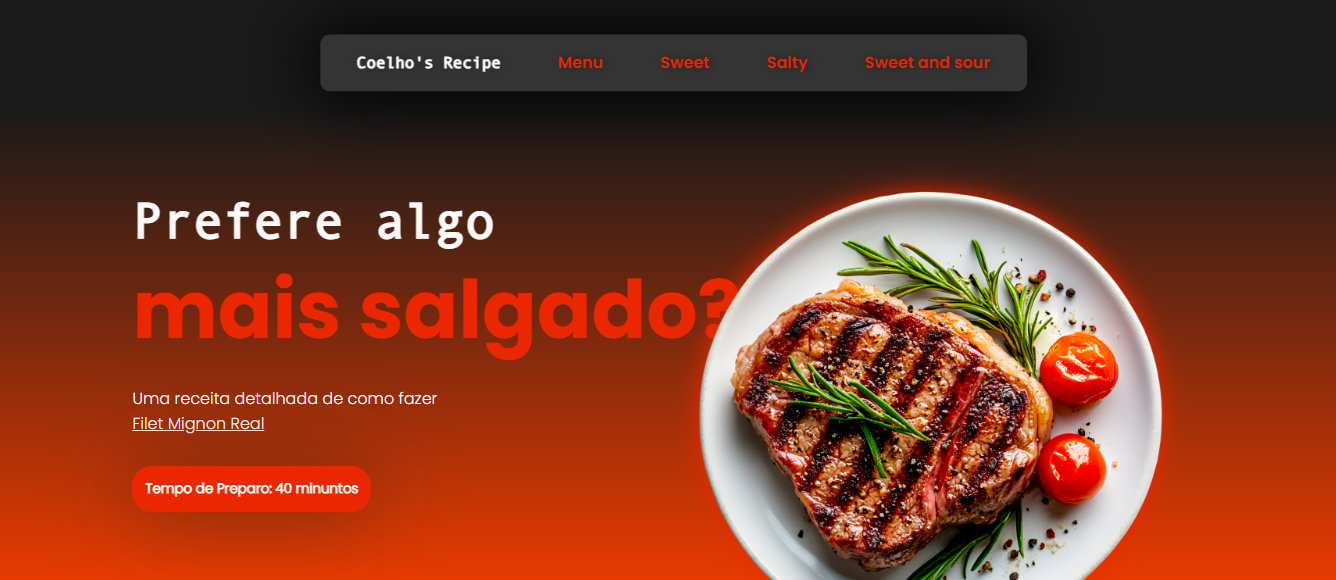 Coelho's Recipe Menu Sweet Salty Sweet and sour
Prefere algo
mais salgado?
Uma receita detalhada de como fazer
Filet Mignon Real
Tempo de Preparo: 40 minuntos